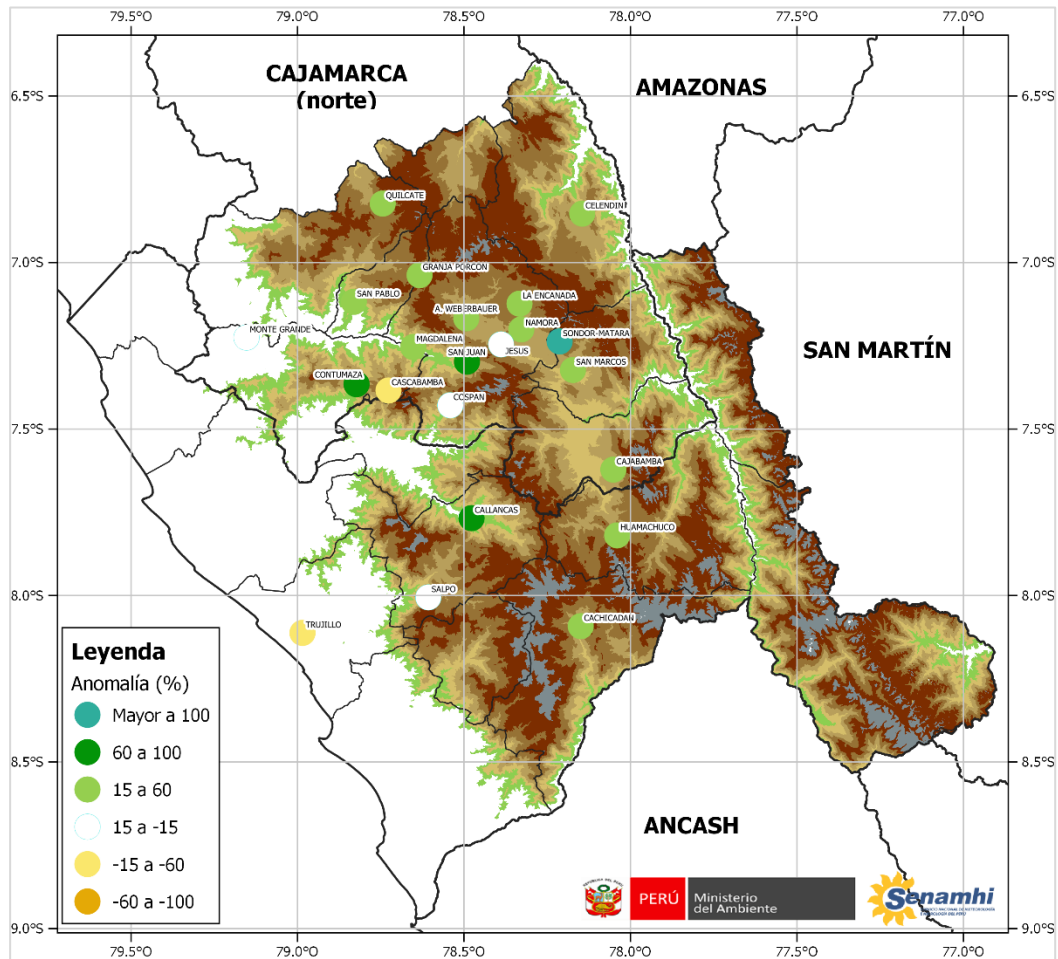 79.5°O 79.0°O 78.5°O 78.0°O 77.5°O 77.0°O
CAJAMARCA
(norte)
AMAZONAS
6.5°S 6.5°S
QUILCATE
CELENDIN
7.0°S 7.0°S
GRANJA PORCON
SAN PABLO
LA ENCANADA
A. WEBERBAUER
NAMORA
MONTE GRANDE
SONDOR-MATARA
MAGDALENA
JESUS
SAN JUAN
SAN MARCOS
SAN MARTÍN
CONTUMAZA
CASCABAMBA
COSPAN
7.5°S 7.5°S
CAJABAMBA
CALLANCAS
HUAMACHUCO
8.0°S 8.0°S
SALPO
TRUJILLO
CACHICADAN
Leyenda
Anomalía (%)
Mayor a 100
60 a 100
15 a 60
15 a -15
-15 a -60
-60 a -100
8.5°S 8.5°S
ANCASH
PERÚ
Ministerio
del Ambiente
Senamhi
9.0°S 9.0°S
79.5°O 79.0°O 78.5°O 78.0°O 77.5°O 77.0°O